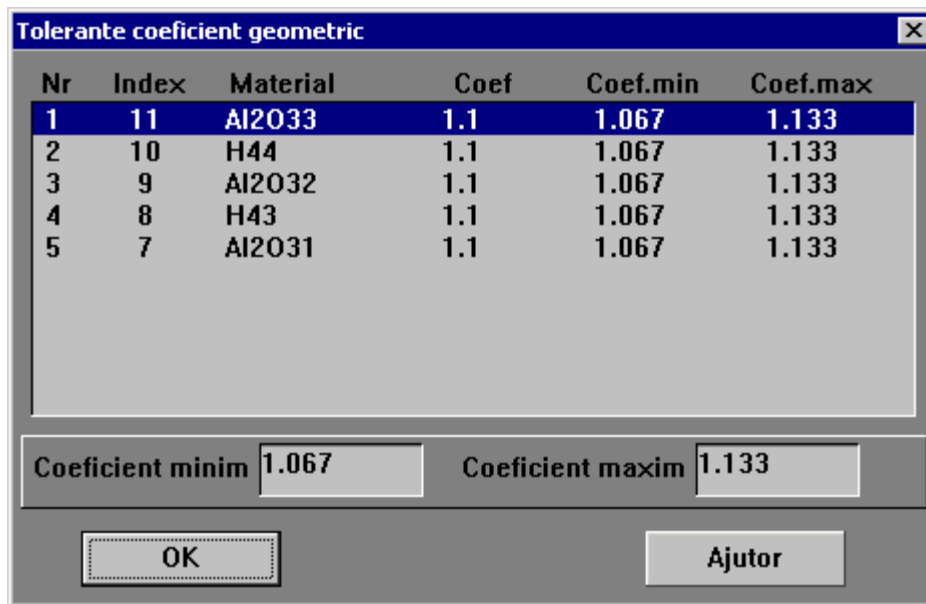 Tolerante coeficient geometric
Nr Index Material Coef Coef.min Coef.max
1 11 Al2O33 1.1 1.067 1.133
2 10 H44 1.1 1.067 1.133
3 9 Al2O32 1.1 1.067 1.133
4 8 H43 1.1 1.067 1.133
5 7 Al2O31 1.1 1.067 1.133
Coeficient minim 1.067 Coeficient maxim 1.133
OK Ajutor